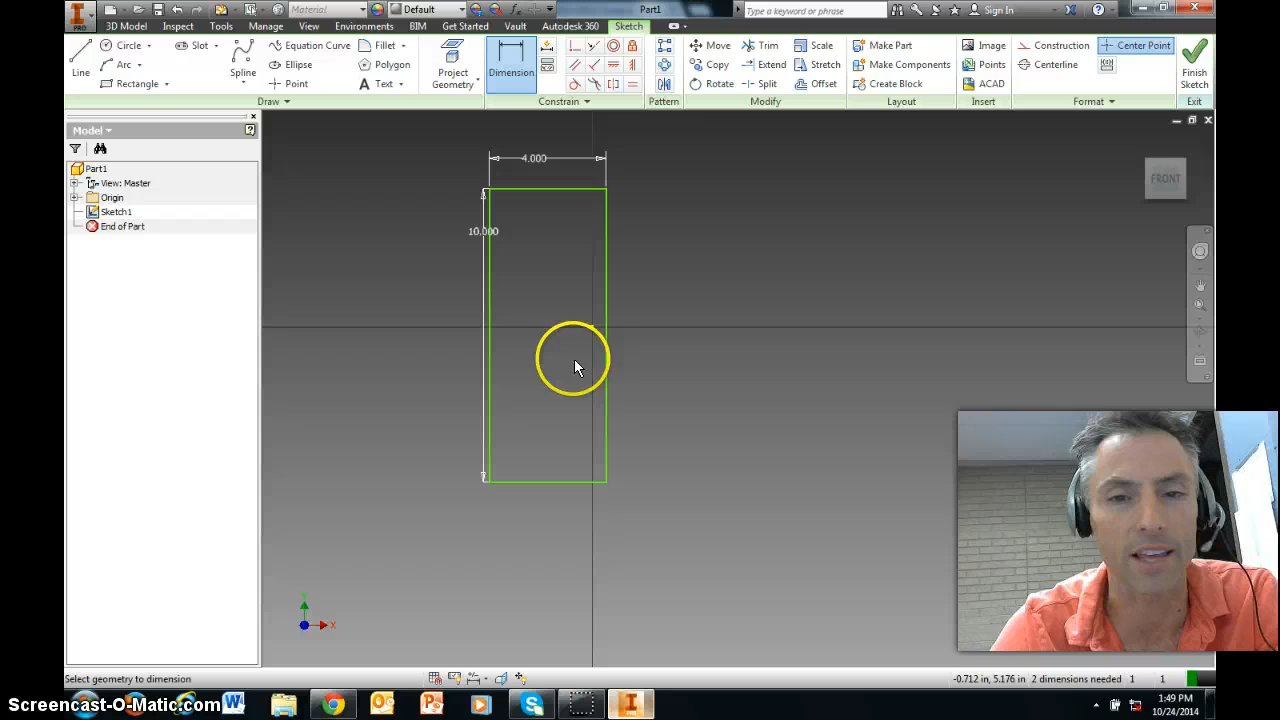 Material
Default
Part1
Type a keyword or phrase
Sign In
PRO
3D Model Inspect Tools Manage View Environments BIM Get Started Vault Autodesk 360 Sketch
Line
Circle
Arc
Rectangle
Slot
Spline
Equation Curve
Ellipse
Point
Fillet
Polygon
Text
Project
Geometry
Dimension
Move
Copy
Rotate
Trim
Extend
Split
Scale
Stretch
Offset
Make Part
Make Components
Create Block
Image
Points
ACAD
Construction
Centerline
Center Point
Finish
Sketch
Draw
Constrain
Pattern
Modify
Layout
Insert
Format
Exit
Model
Part1
View: Master
Origin
Sketch1
End of Part
4.000
10.000
FRONT
Y
X
Select geometry to dimension
-0.712 in, 5.176 in 2 dimensions needed 1 1
Screencast-O-Matic.com
1:49 PM
10/24/2014